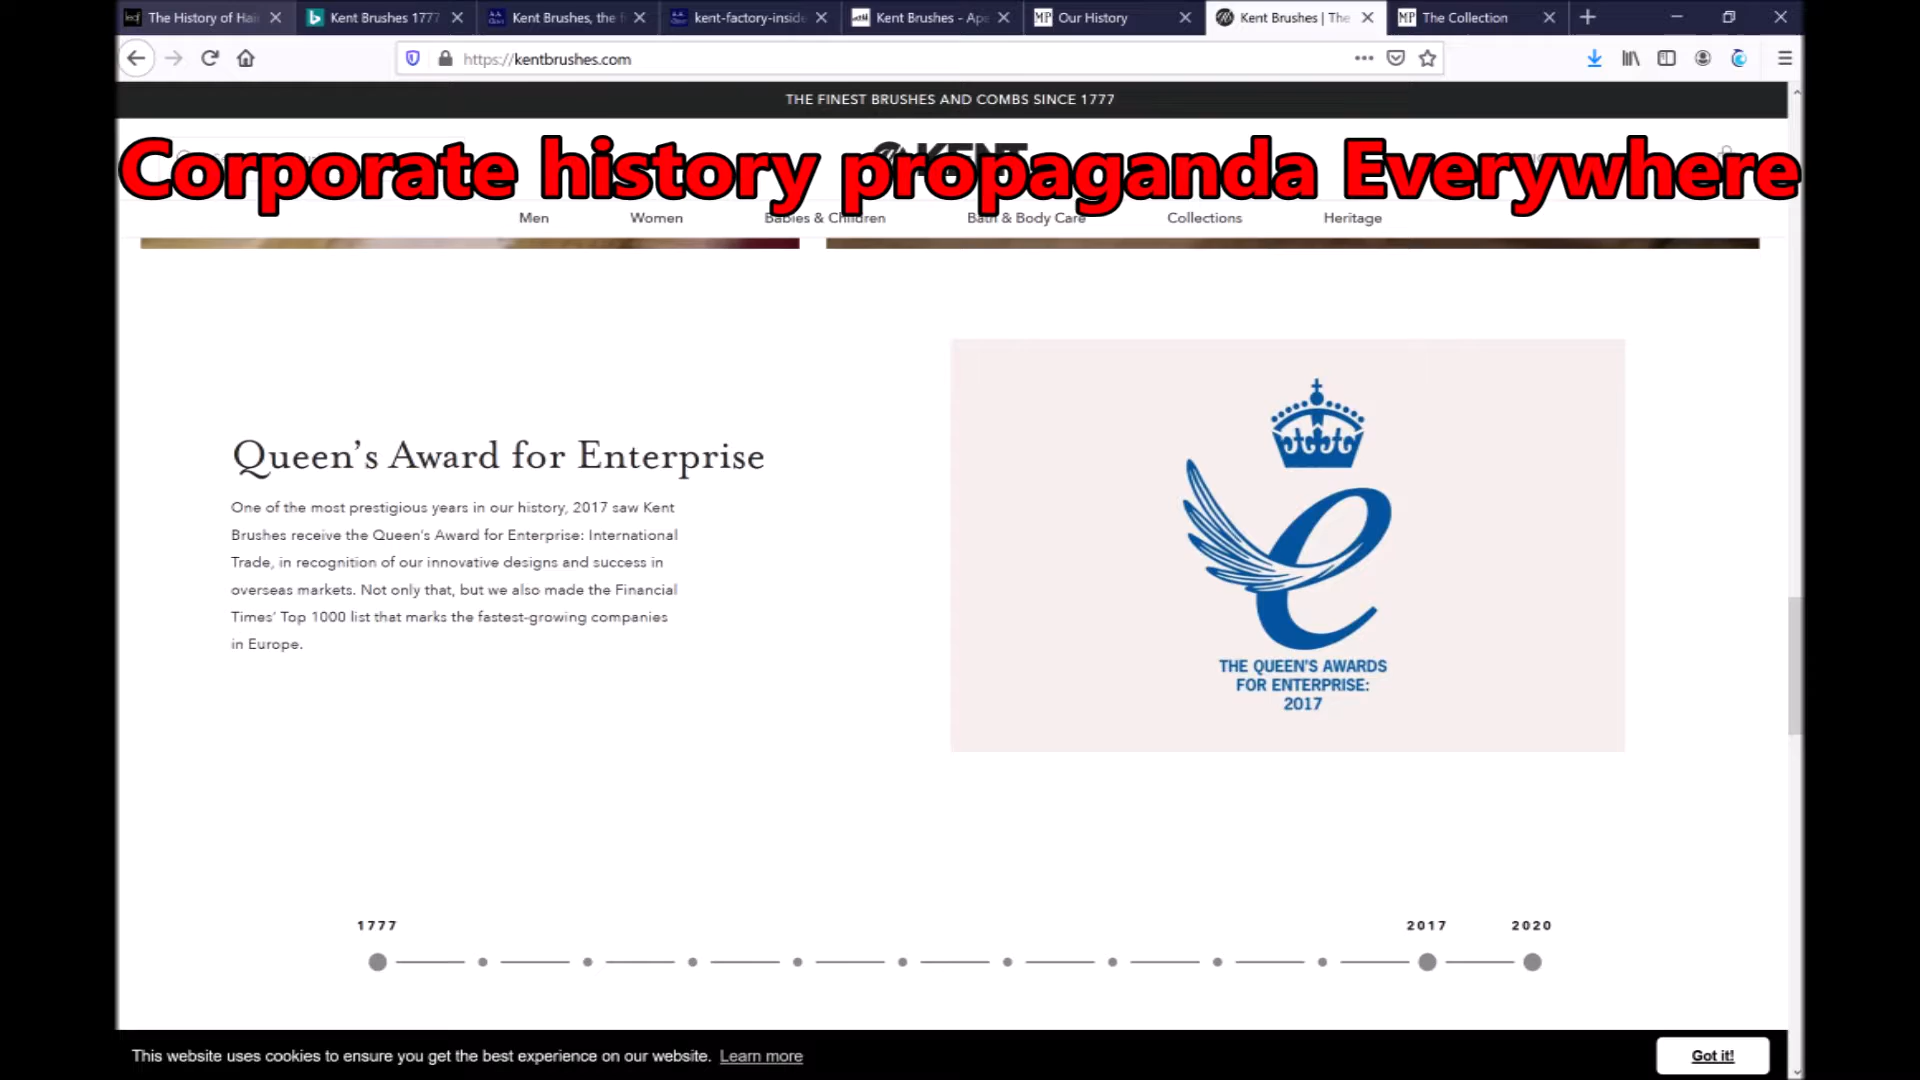 The History of Hai
Kent Brushes 1777
Kent Brushes, the f
kent-factory-inside
Kent Brushes - Ape
MP Our History
Kent Brushes | The
MP The Collection
https://kentbrushes.com
THE FINEST BRUSHES AND COMBS SINCE 1777
KENT
Corporate history propaganda Everywhere
Men Women Babies & Children Bath & Body Care Collections Heritage
Queen's Award for Enterprise
One of the most prestigious years in our history, 2017 saw Kent
Brushes receive the Queen's Award for Enterprise: International
Trade, in recognition of our innovative designs and success in
overseas markets. Not only that, but we also made the Financial
Times' Top 1000 list that marks the fastest-growing companies
in Europe.
THE QUEEN'S AWARDS
FOR ENTERPRISE:
2017
1777 2017 2020
This website uses cookies to ensure you get the best experience on our website. Learn more
Got it!